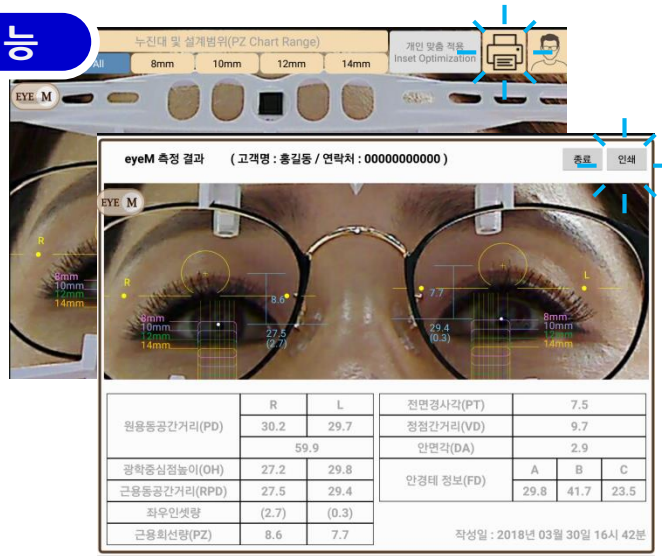 능
누진대 및 설계범위(PZ Chart Range)
개인 맞춤 적용
Inset Optimization
All 8mm 10mm 12mm 14mm
EYE M
eyeM 측정 결과 ( 고객명 : 홍길동 / 연락처 : 00000000000 )
종료 인쇄
EYE M
R
8mm
10mm
12mm
14mm
R
8mm
10mm
12mm
14mm
8.6
27.5
(2.7)
7.7
29.4
(0.3)
L
8mm
10mm
12mm
14mm
원용동공간거리(PD) R L
30.2 29.7
59.9
광학중심점높이(OH) 27.2 29.8
근용동공간거리(RPD) 27.5 29.4
좌우인셋량 (2.7) (0.3)
근용회선량(PZ) 8.6 7.7
전면경사각(PT) 7.5
정점간거리(VD) 9.7
안면각(DA) 2.9
안경테 정보(FD) A B C
29.8 41.7 23.5
작성일 : 2018년 03월 30일 16시 42분